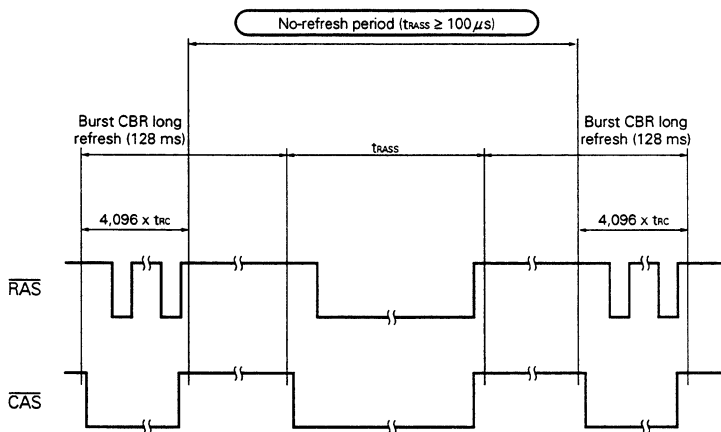 No-refresh period (tRASS ≥ 100 μs)
Burst CBR long
refresh (128 ms)
Burst CBR long
refresh (128 ms)
tRASS
4,096 x tRC
4,096 x tRC
RAS
CAS